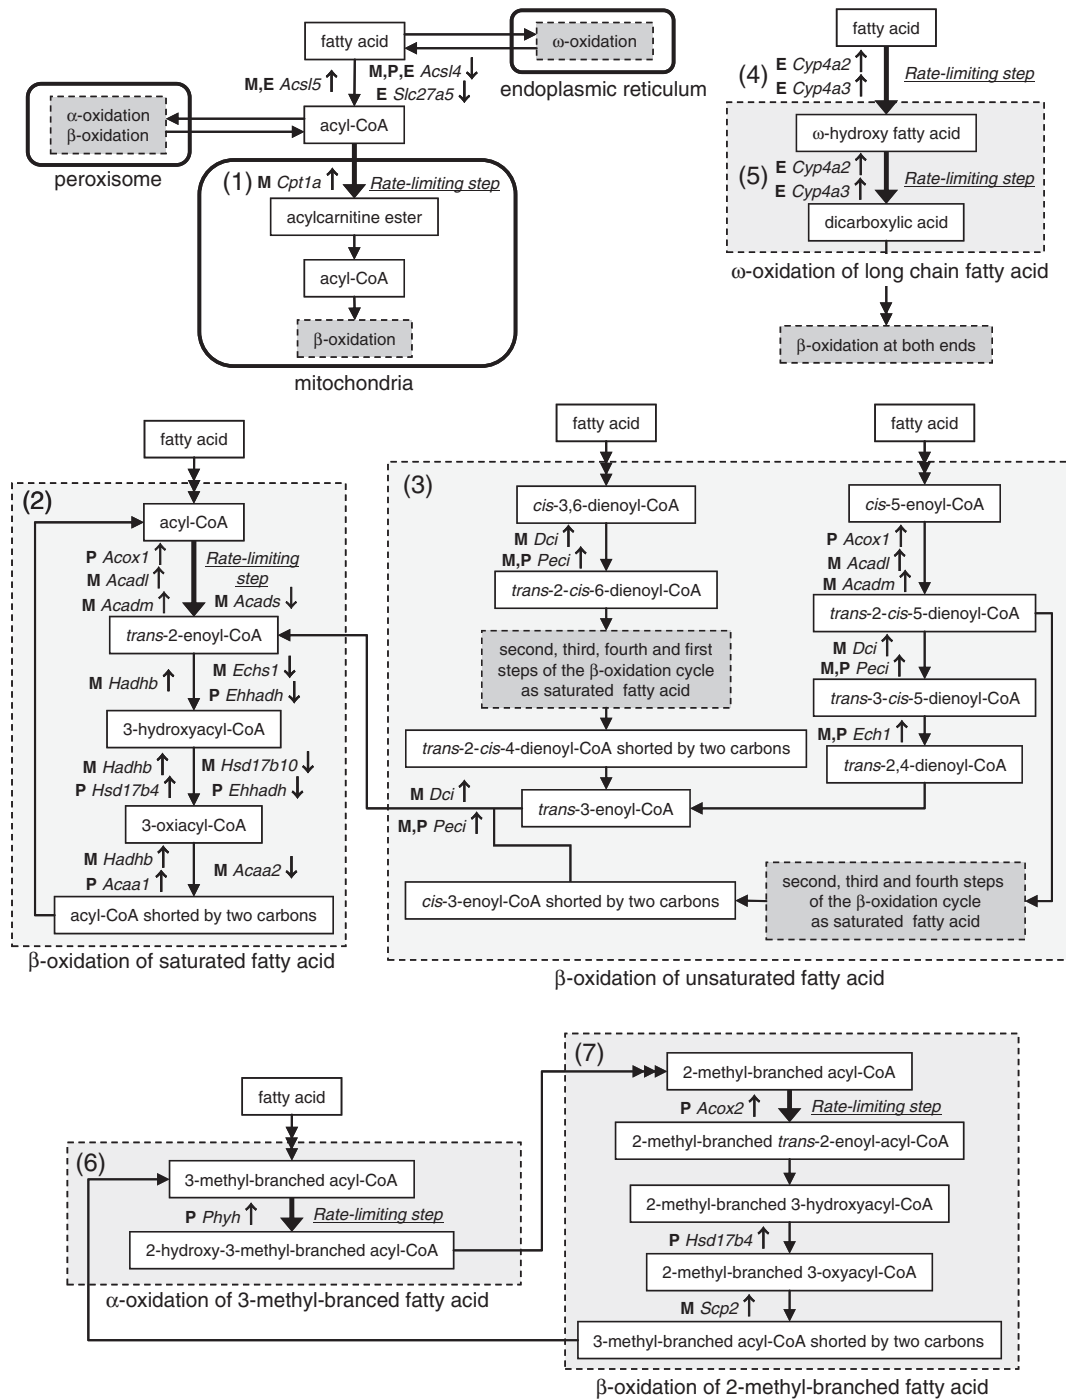 fatty acid
ω-oxidation
endoplasmic reticulum
M,E Acsl5 ↑
M,P,E Acsl4 ↓
E Slc27a5 ↓
α-oxidation
β-oxidation
peroxisome
acyl-CoA
(1) M Cpt1a ↑ Rate-limiting step
acylcarnitine ester
acyl-CoA
β-oxidation
mitochondria
fatty acid
(4)
E Cyp4a2 ↑
E Cyp4a3 ↑
Rate-limiting step
ω-hydroxy fatty acid
(5)
E Cyp4a2 ↑
E Cyp4a3 ↑
Rate-limiting step
dicarboxylic acid
ω-oxidation of long chain fatty acid
β-oxidation at both ends
fatty acid
(2)
acyl-CoA
P Acox1 ↑
M Acadl ↑
M Acadm ↑
Rate-limiting
step
M Acads ↓
trans-2-enoyl-CoA
M Hadhb ↑
M Echs1 ↓
P Ehhadh ↓
3-hydroxyacyl-CoA
M Hadhb ↑
P Hsd17b4 ↑
M Hsd17b10 ↓
P Ehhadh ↓
3-oxiacyl-CoA
M Hadhb ↑
P Acaa1 ↑
M Acaa2 ↓
acyl-CoA shorted by two carbons
β-oxidation of saturated fatty acid
fatty acid
(3)
cis-3,6-dienoyl-CoA
M Dci ↑
M,P Peci ↑
trans-2-cis-6-dienoyl-CoA
second, third, fourth and first
steps of the β-oxidation cycle
as saturated fatty acid
trans-2-cis-4-dienoyl-CoA shorted by two carbons
trans-3-enoyl-CoA
M Dci ↑
M,P Peci ↑
cis-3-enoyl-CoA shorted by two carbons
fatty acid
cis-5-enoyl-CoA
P Acox1 ↑
M Acadl ↑
M Acadm ↑
trans-2-cis-5-dienoyl-CoA
M Dci ↑
M,P Peci ↑
trans-3-cis-5-dienoyl-CoA
M,P Ech1 ↑
trans-2,4-dienoyl-CoA
second, third and fourth steps
of the β-oxidation cycle
as saturated fatty acid
β-oxidation of unsaturated fatty acid
fatty acid
(6)
3-methyl-branched acyl-CoA
P Phyh ↑ Rate-limiting step
2-hydroxy-3-methyl-branched acyl-CoA
α-oxidation of 3-methyl-branced fatty acid
(7)
2-methyl-branched acyl-CoA
P Acox2 ↑ Rate-limiting step
2-methyl-branched trans-2-enoyl-acyl-CoA
2-methyl-branched 3-hydroxyacyl-CoA
P Hsd17b4 ↑
2-methyl-branched 3-oxyacyl-CoA
M Scp2 ↑
3-methyl-branched acyl-CoA shorted by two carbons
β-oxidation of 2-methyl-branched fatty acid